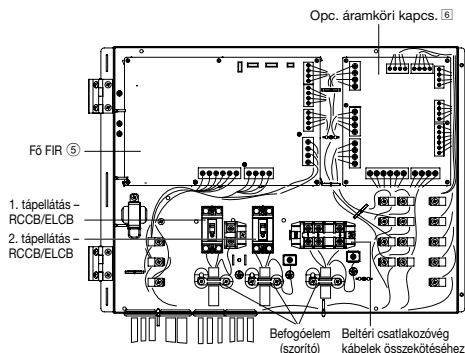 Opc. áramköri kapcs. 6
Fő FIR ⑤
1. tápellátás –
RCCB/ELCB
2. tápellátás –
RCCB/ELCB
Befogóelem
(szorító)
Beltéri csatlakozóvég
kábelek összekötéséhez